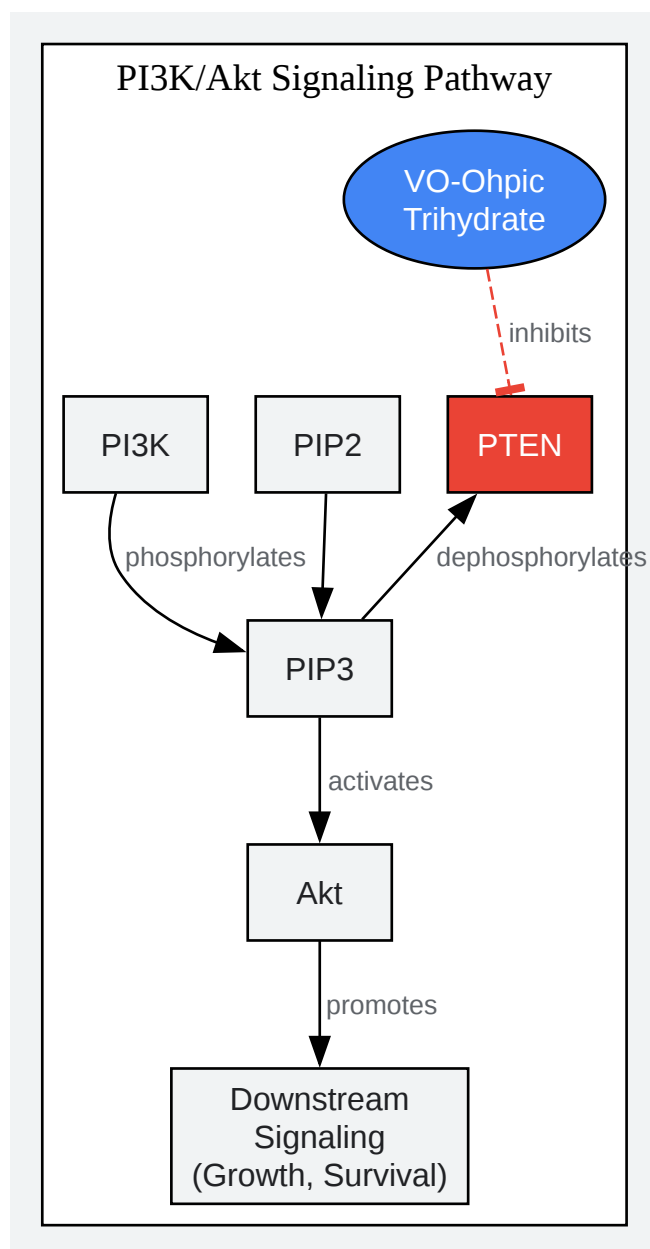 PI3K/Akt Signaling Pathway
VO-Ohpic
Trihydrate
inhibits
PI3K
PIP2
PTEN
phosphorylates
dephosphorylates
PIP3
activates
Akt
promotes
Downstream
Signaling
(Growth, Survival)